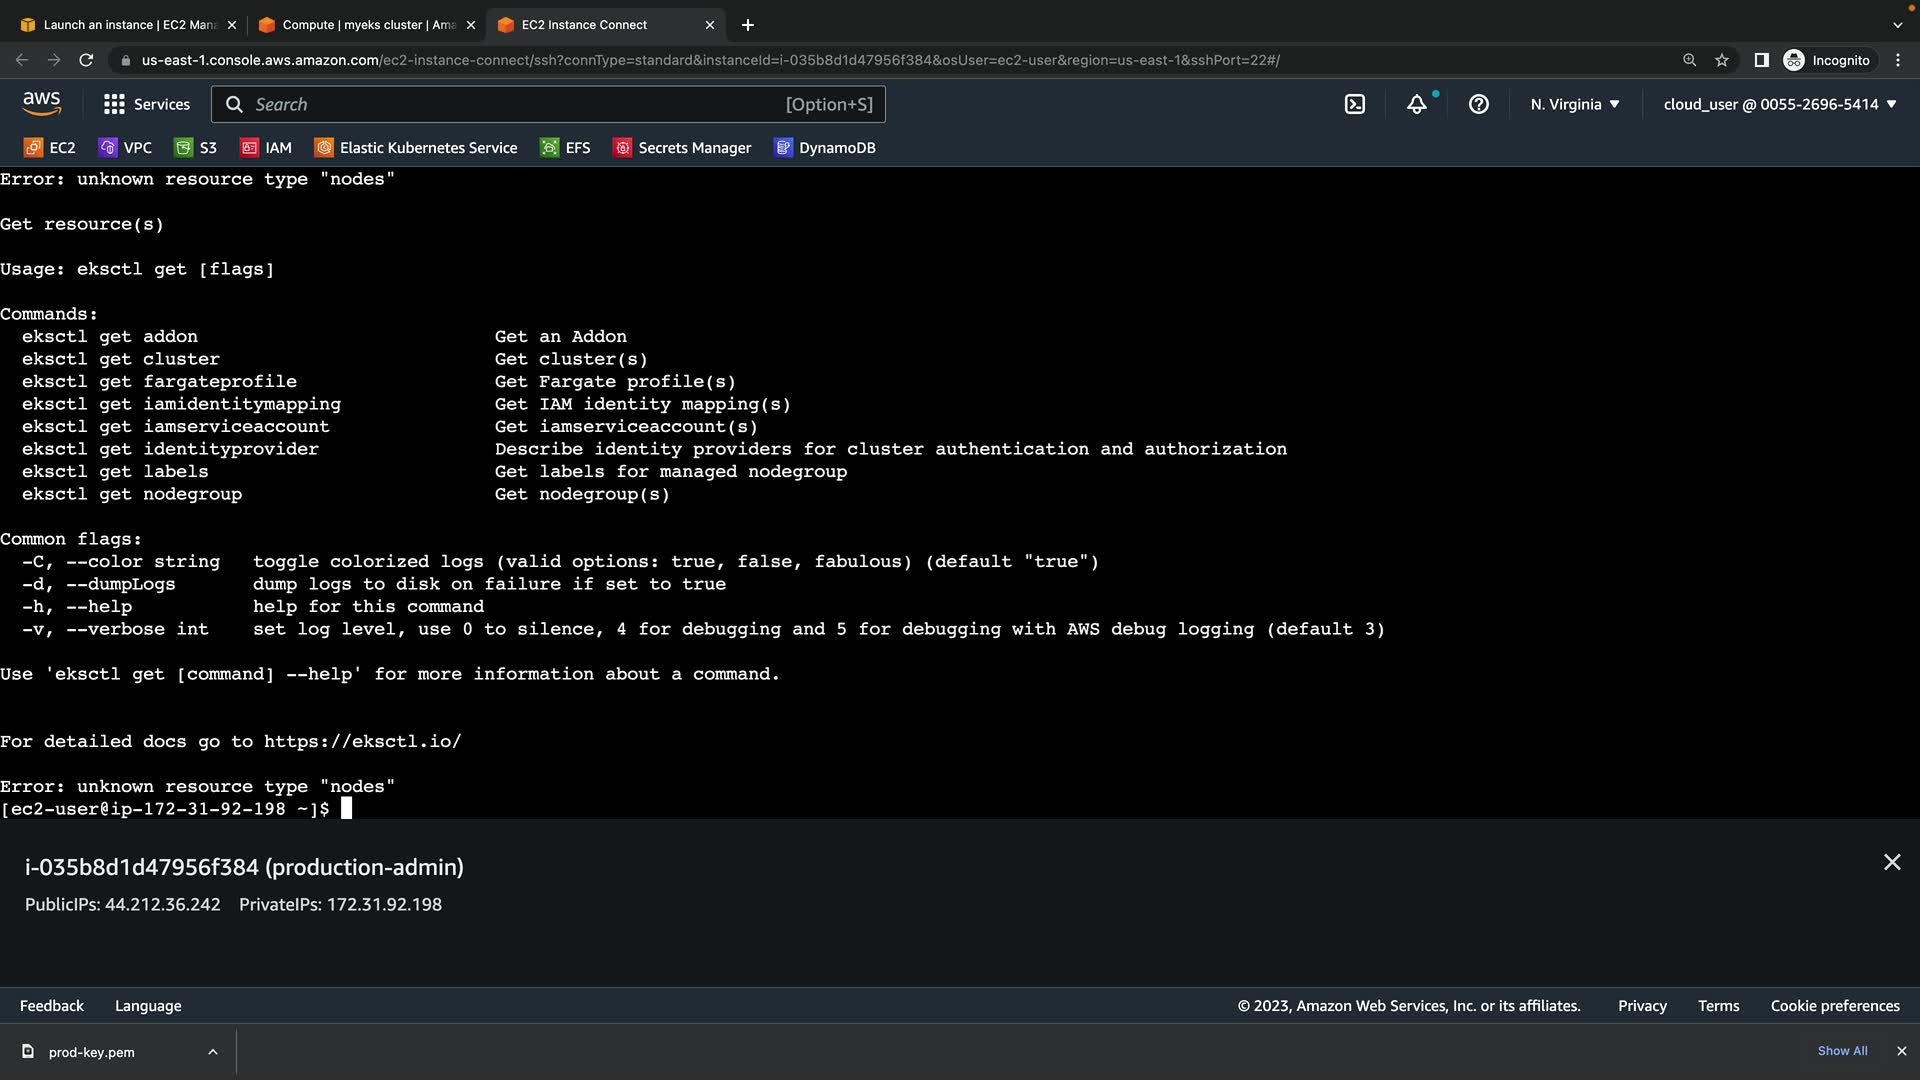 Launch an instance | EC2 Mana
Compute | myeks cluster | Ama
EC2 Instance Connect
us-east-1.console.aws.amazon.com/ec2-instance-connect/ssh?connType=standard&instanceId=i-035b8d1d47956f384&osUser=ec2-user&region=us-east-1&sshPort=22#/
Incognito
aws
Services
Search
[Option+S]
N. Virginia
cloud_user @ 0055-2696-5414
EC2
VPC
S3
IAM
Elastic Kubernetes Service
EFS
Secrets Manager
DynamoDB
Error: unknown resource type "nodes"
Get resource(s)
Usage: eksctl get [flags]
Commands:
eksctl get addon                           Get an Addon
eksctl get cluster                         Get cluster(s)
eksctl get fargateprofile                  Get Fargate profile(s)
eksctl get iamidentitymapping              Get IAM identity mapping(s)
eksctl get iamserviceaccount               Get iamserviceaccount(s)
eksctl get identityprovider                Describe identity providers for cluster authentication and authorization
eksctl get labels                          Get labels for managed nodegroup
eksctl get nodegroup                       Get nodegroup(s)
Common flags:
-C, --color string   toggle colorized logs (valid options: true, false, fabulous) (default "true")
-d, --dumpLogs       dump logs to disk on failure if set to true
-h, --help           help for this command
-v, --verbose int    set log level, use 0 to silence, 4 for debugging and 5 for debugging with AWS debug logging (default 3)
Use 'eksctl get [command] --help' for more information about a command.
For detailed docs go to https://eksctl.io/
Error: unknown resource type "nodes"
[ec2-user@ip-172-31-92-198 ~]$
i-035b8d1d47956f384 (production-admin)
PublicIPs: 44.212.36.242    PrivateIPs: 172.31.92.198
Feedback
Language
© 2023, Amazon Web Services, Inc. or its affiliates.
Privacy
Terms
Cookie preferences
prod-key.pem
Show All